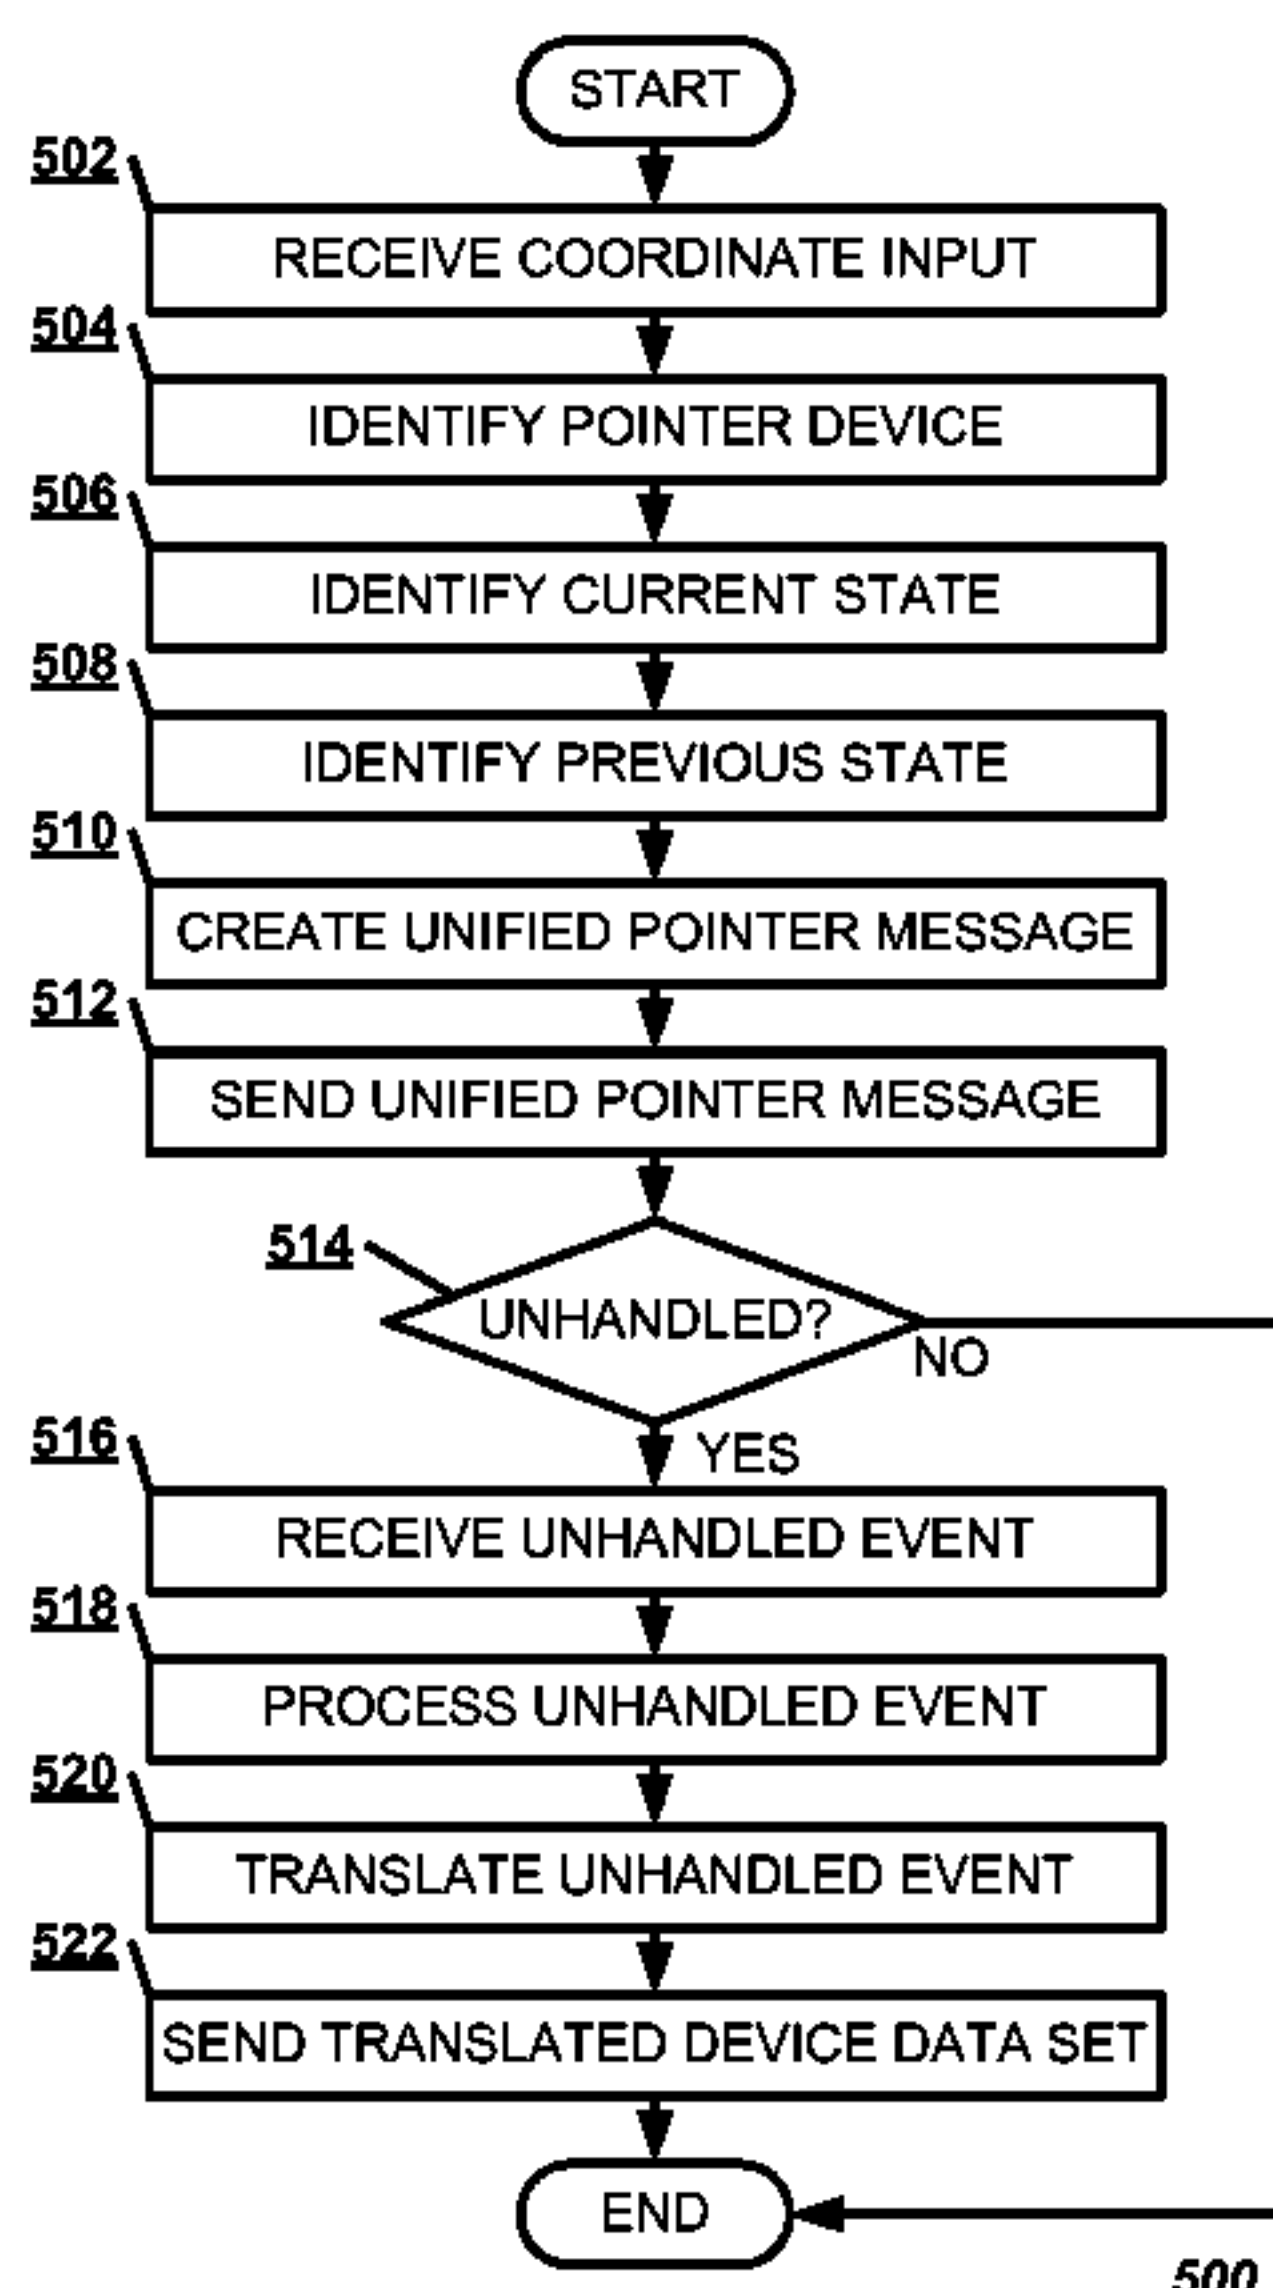 START
502
RECEIVE COORDINATE INPUT
504
IDENTIFY POINTER DEVICE
506
IDENTIFY CURRENT STATE
508
IDENTIFY PREVIOUS STATE
510
CREATE UNIFIED POINTER MESSAGE
512
SEND UNIFIED POINTER MESSAGE
514
UNHANDLED?
NO
YES
516
RECEIVE UNHANDLED EVENT
518
PROCESS UNHANDLED EVENT
520
TRANSLATE UNHANDLED EVENT
522
SEND TRANSLATED DEVICE DATA SET
END
500